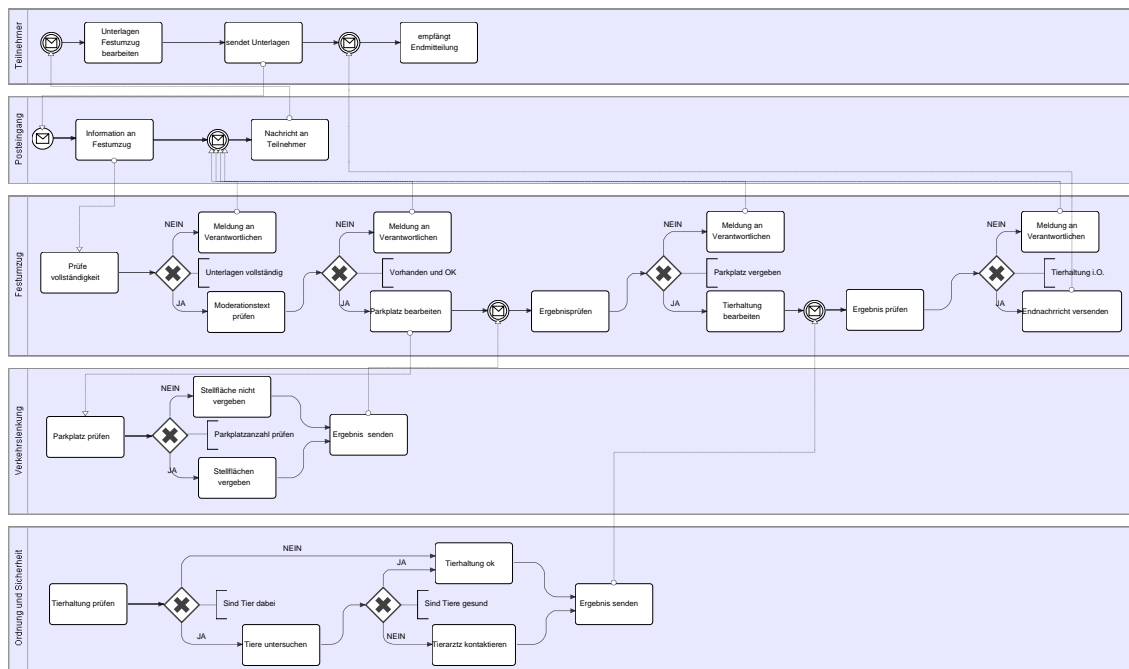 Teilnehmer
Unterlagen
Festumzug
bearbeiten
sendet Unterlagen
empfängt
Endmitteilung
Posteingang
Information an
Festumzug
Nachricht an
Teilnehmer
Festumzug
Prüfe
vollständigkeit
NEIN
Meldung an
Verantwortlichen
Unterlagen vollständig
JA
Moderationstext
prüfen
NEIN
Meldung an
Verantwortlichen
Vorhanden und OK
JA
Parkplatz bearbeiten
Ergebnisprüfen
NEIN
Meldung an
Verantwortlichen
Parkplatz vergeben
JA
Tierhaltung
bearbeiten
Ergebnis prüfen
NEIN
Meldung an
Verantwortlichen
Tierhaltung i.O.
JA
Endnachrricht versenden
Verkehrslenkung
Parkplatz prüfen
NEIN
Stellfläche nicht
vergeben
Parkplatzanzahl prüfen
JA
Stellflächen
vergeben
Ergebnis senden
Ordnung und Sicherheit
Tierhaltung prüfen
NEIN
Sind Tier dabei
JA
Tiere untersuchen
JA
Tierhaltung ok
Sind Tiere gesund
NEIN
Tierarztz kontaktieren
Ergebnis senden